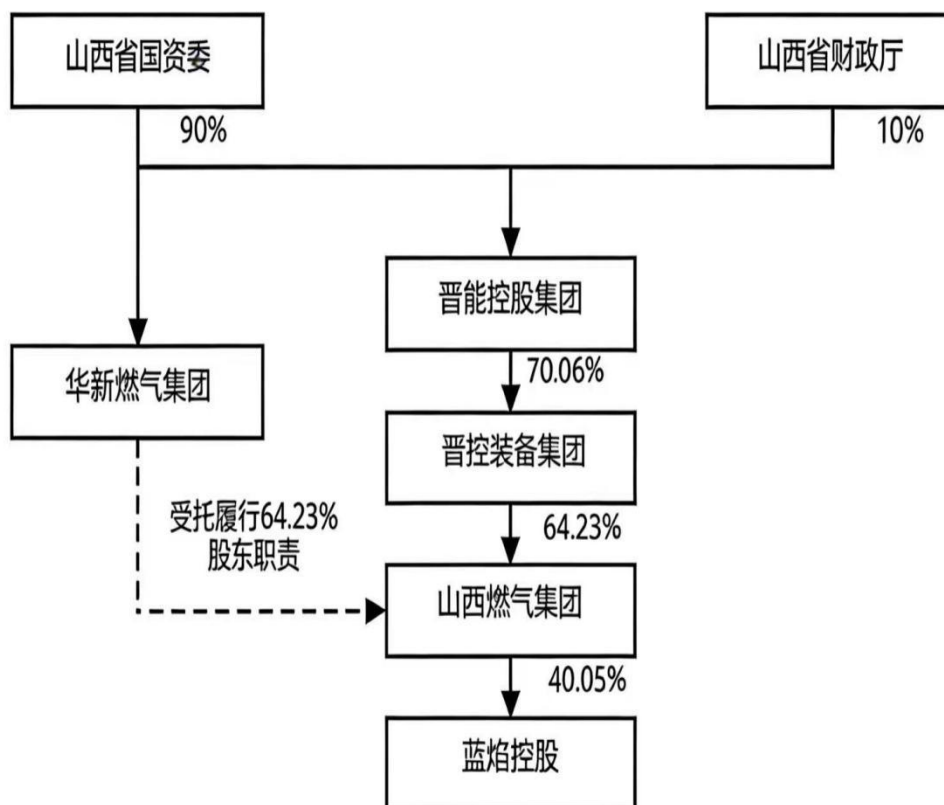 山西省国资委
山西省财政厅
90%
10%
晋能控股集团
华新燃气集团
70.06%
晋控装备集团
受托履行64.23%
股东职责
64.23%
山西燃气集团
40.05%
蓝焰控股